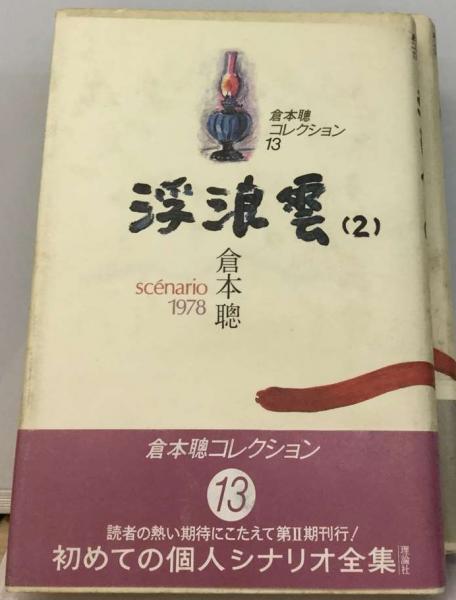 倉本聰
コレクション
13
浮浪雲(2)
倉本聰
scénario
1978
倉本聰コレクション
13
読者の熱い期待にこたえて第Ⅱ期刊行!
初めての個人シナリオ全集
理論社